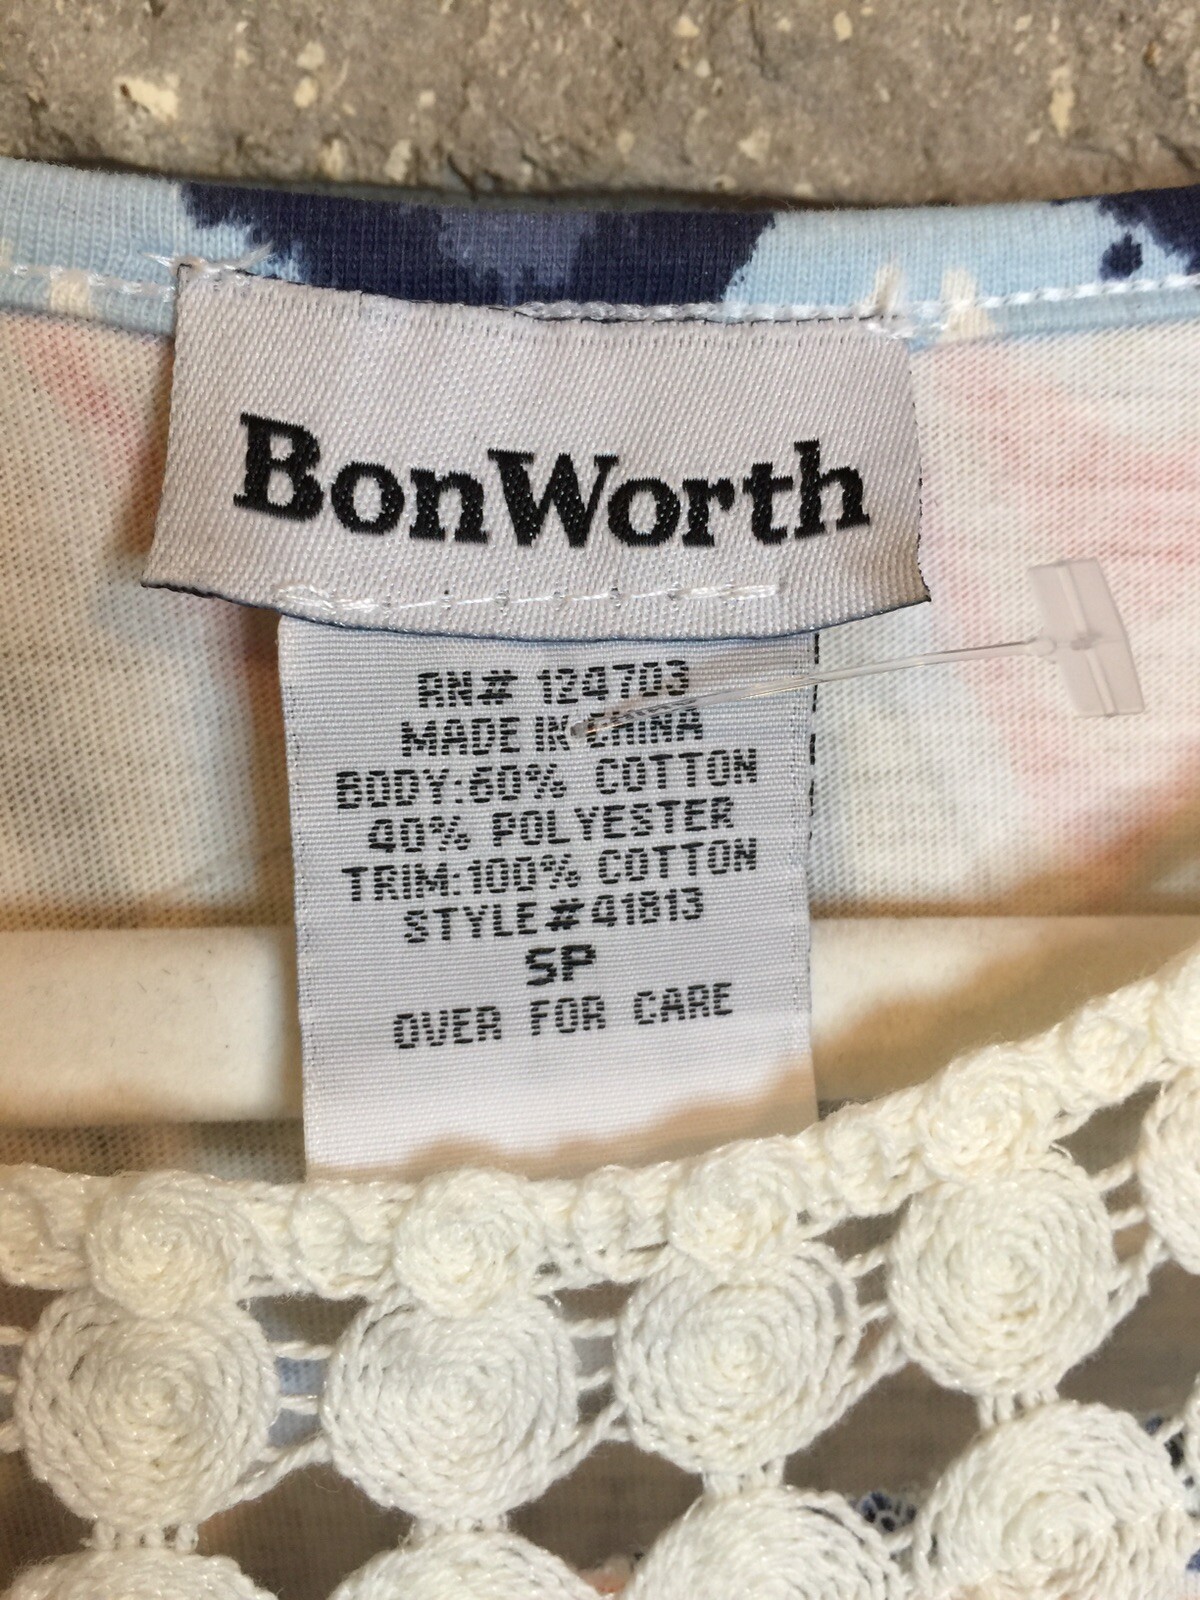 BonWorth
RN# 124703
MADE IN CHINA
BODY:60% COTTON
40% POLYESTER
TRIM:100% COTTON
STYLE#41813
SP
OVER FOR CARE